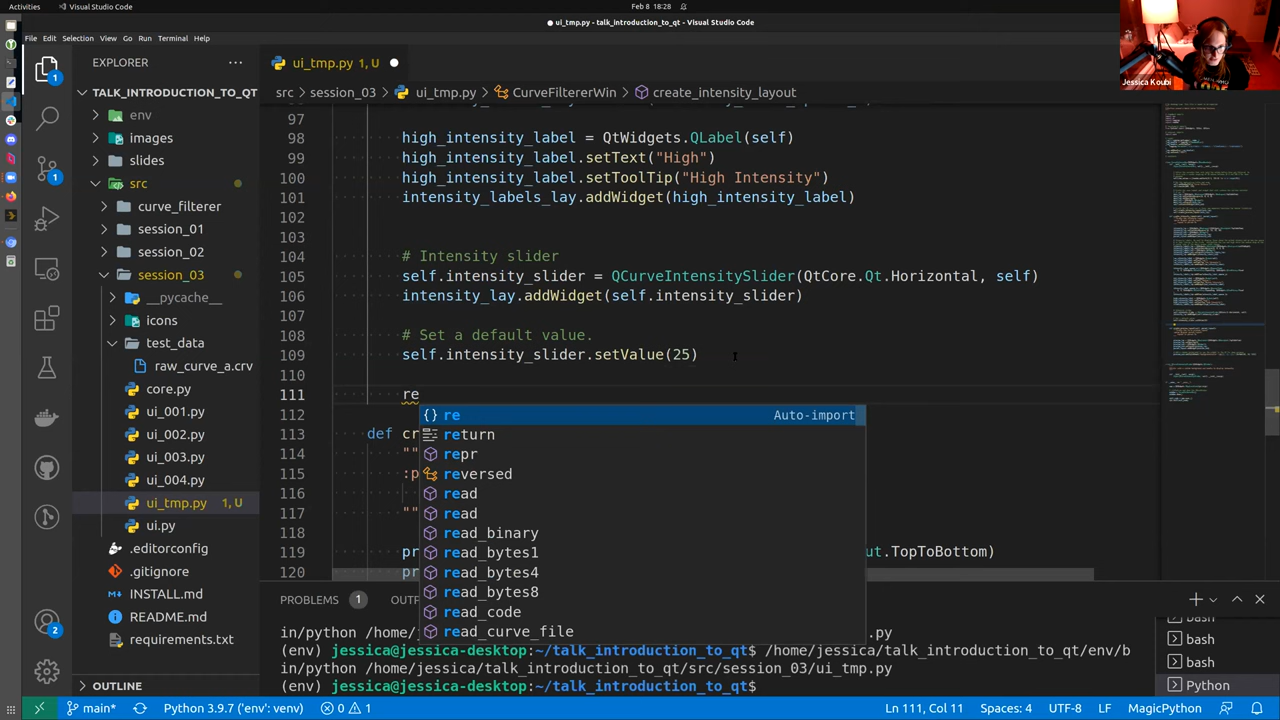 Activities
Visual Studio Code
Feb 8 18:28
ui_tmp.py - talk_introduction_to_qt - Visual Studio Code
File Edit Selection View Go Run Terminal Help
Jessica Koubi
EXPLORER
TALK_INTRODUCTION_TO_QT
env
images
slides
src
curve_filterer
session_01
session_02
session_03
__pycache__
icons
test_data
raw_curve_a.crv
core.py
ui_001.py
ui_002.py
ui_003.py
ui_004.py
ui_tmp.py 1, U
ui.py
.editorconfig
.gitignore
INSTALL.md
README.md
requirements.txt
OUTLINE
ui_tmp.py 1, U
src > session_03 > ui_tmp.py > CurveFiltererWin > create_intensity_layout
97
98 high_intensity_label = QtWidgets.QLabel(self)
99 high_intensity_label.setText("High")
100 high_intensity_label.setToolTip("High Intensity")
101 intensity_headers_lay.addWidget(high_intensity_label)
102
103
104 # Intensity slider
105 self.intensity_slider = QCurveIntensitySlider(QtCore.Qt.Horizontal, self)
106 intensity_lay.addWidget(self.intensity_slider)
107
108 # Set a default value.
109 self.intensity_slider.setValue(25)
110
111 re
112
113 def cr
114 ""
115 :p
116
117 ""
118
119 pr ut.TopToBottom)
120 pr
re Auto-import
return
repr
reversed
read
read
read_binary
read_bytes1
read_bytes4
read_bytes8
read_code
read_curve_file
PROBLEMS 1 OUT
in/python /home/j .py
(env) jessica@jessica-desktop:~/talk_introduction_to_qt$ /home/jessica/talk_introduction_to_qt/env/b
in/python /home/jessica/talk_introduction_to_qt/src/session_03/ui_tmp.py
(env) jessica@jessica-desktop:~/talk_introduction_to_qt$
bash
bash
bash
Python
main* Python 3.9.7 ('env': venv) 0 1
Ln 111, Col 11 Spaces: 4 UTF-8 LF MagicPython